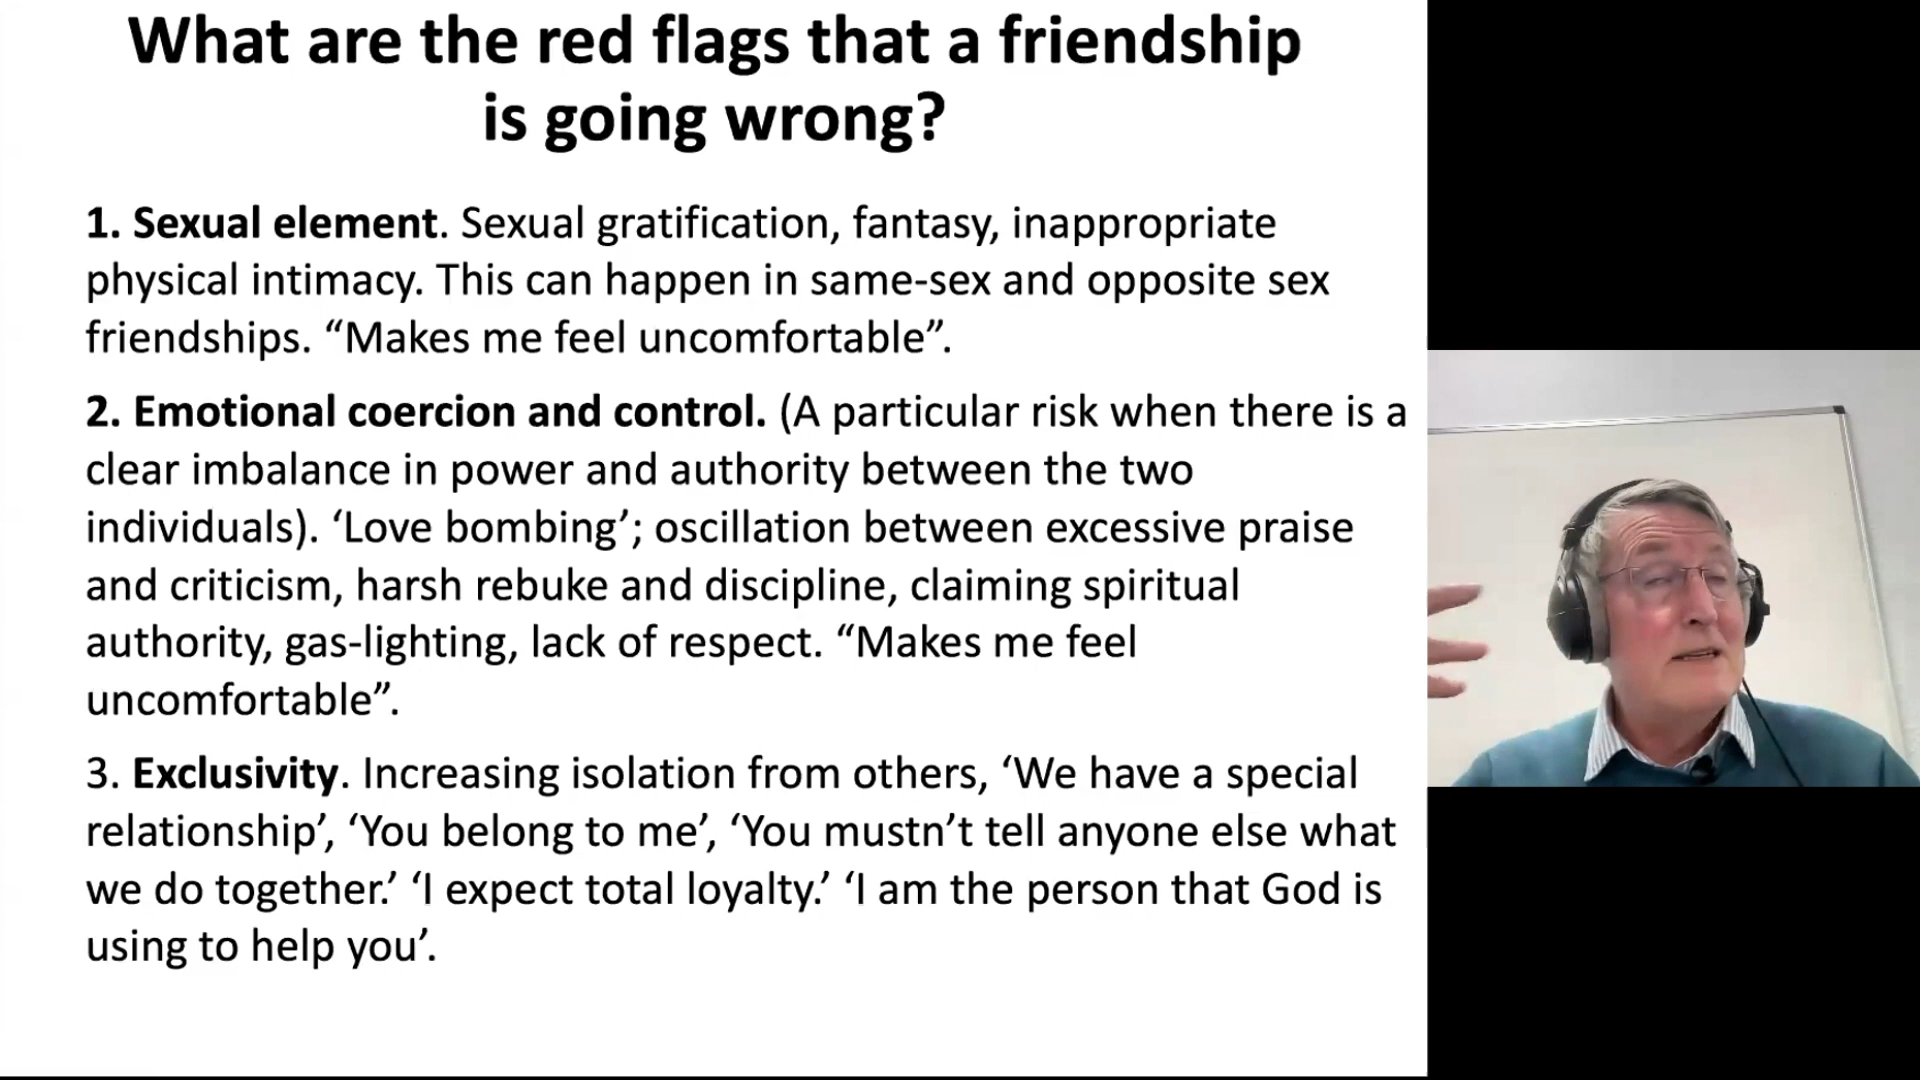 What are the red flags that a friendship
is going wrong?
1. Sexual element. Sexual gratification, fantasy, inappropriate
physical intimacy. This can happen in same-sex and opposite sex
friendships. “Makes me feel uncomfortable”.
2. Emotional coercion and control. (A particular risk when there is a
clear imbalance in power and authority between the two
individuals). ‘Love bombing’; oscillation between excessive praise
and criticism, harsh rebuke and discipline, claiming spiritual
authority, gas-lighting, lack of respect. “Makes me feel
uncomfortable”.
3. Exclusivity. Increasing isolation from others, ‘We have a special
relationship’, ‘You belong to me’, ‘You mustn’t tell anyone else what
we do together.’ ‘I expect total loyalty.’ ‘I am the person that God is
using to help you’.